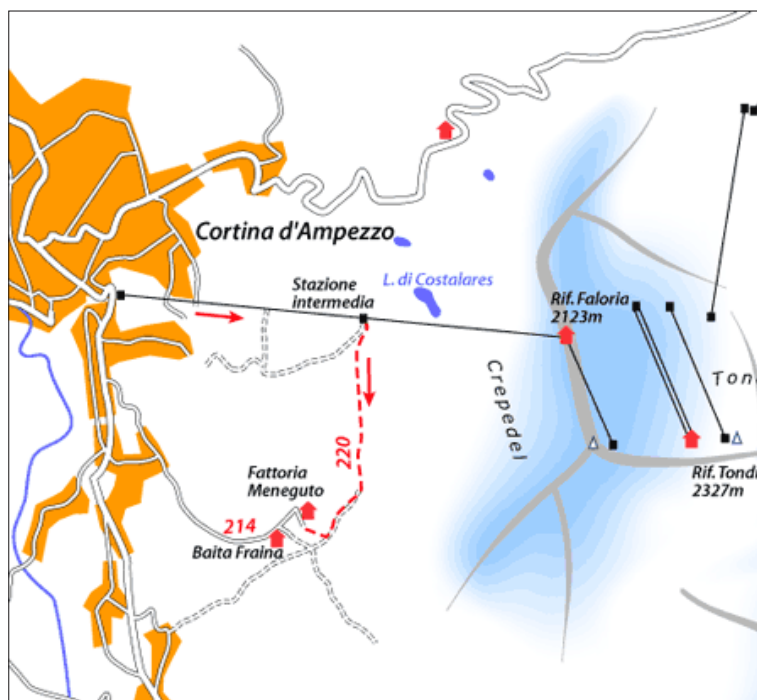 Cortina d'Ampezzo
Stazione
intermedia
L. di Costalares
Rif. Faloria
2123m
Crepedel
220
Fattoria
Meneguto
214
Baita Fraina
Rif. Tondi
2327m